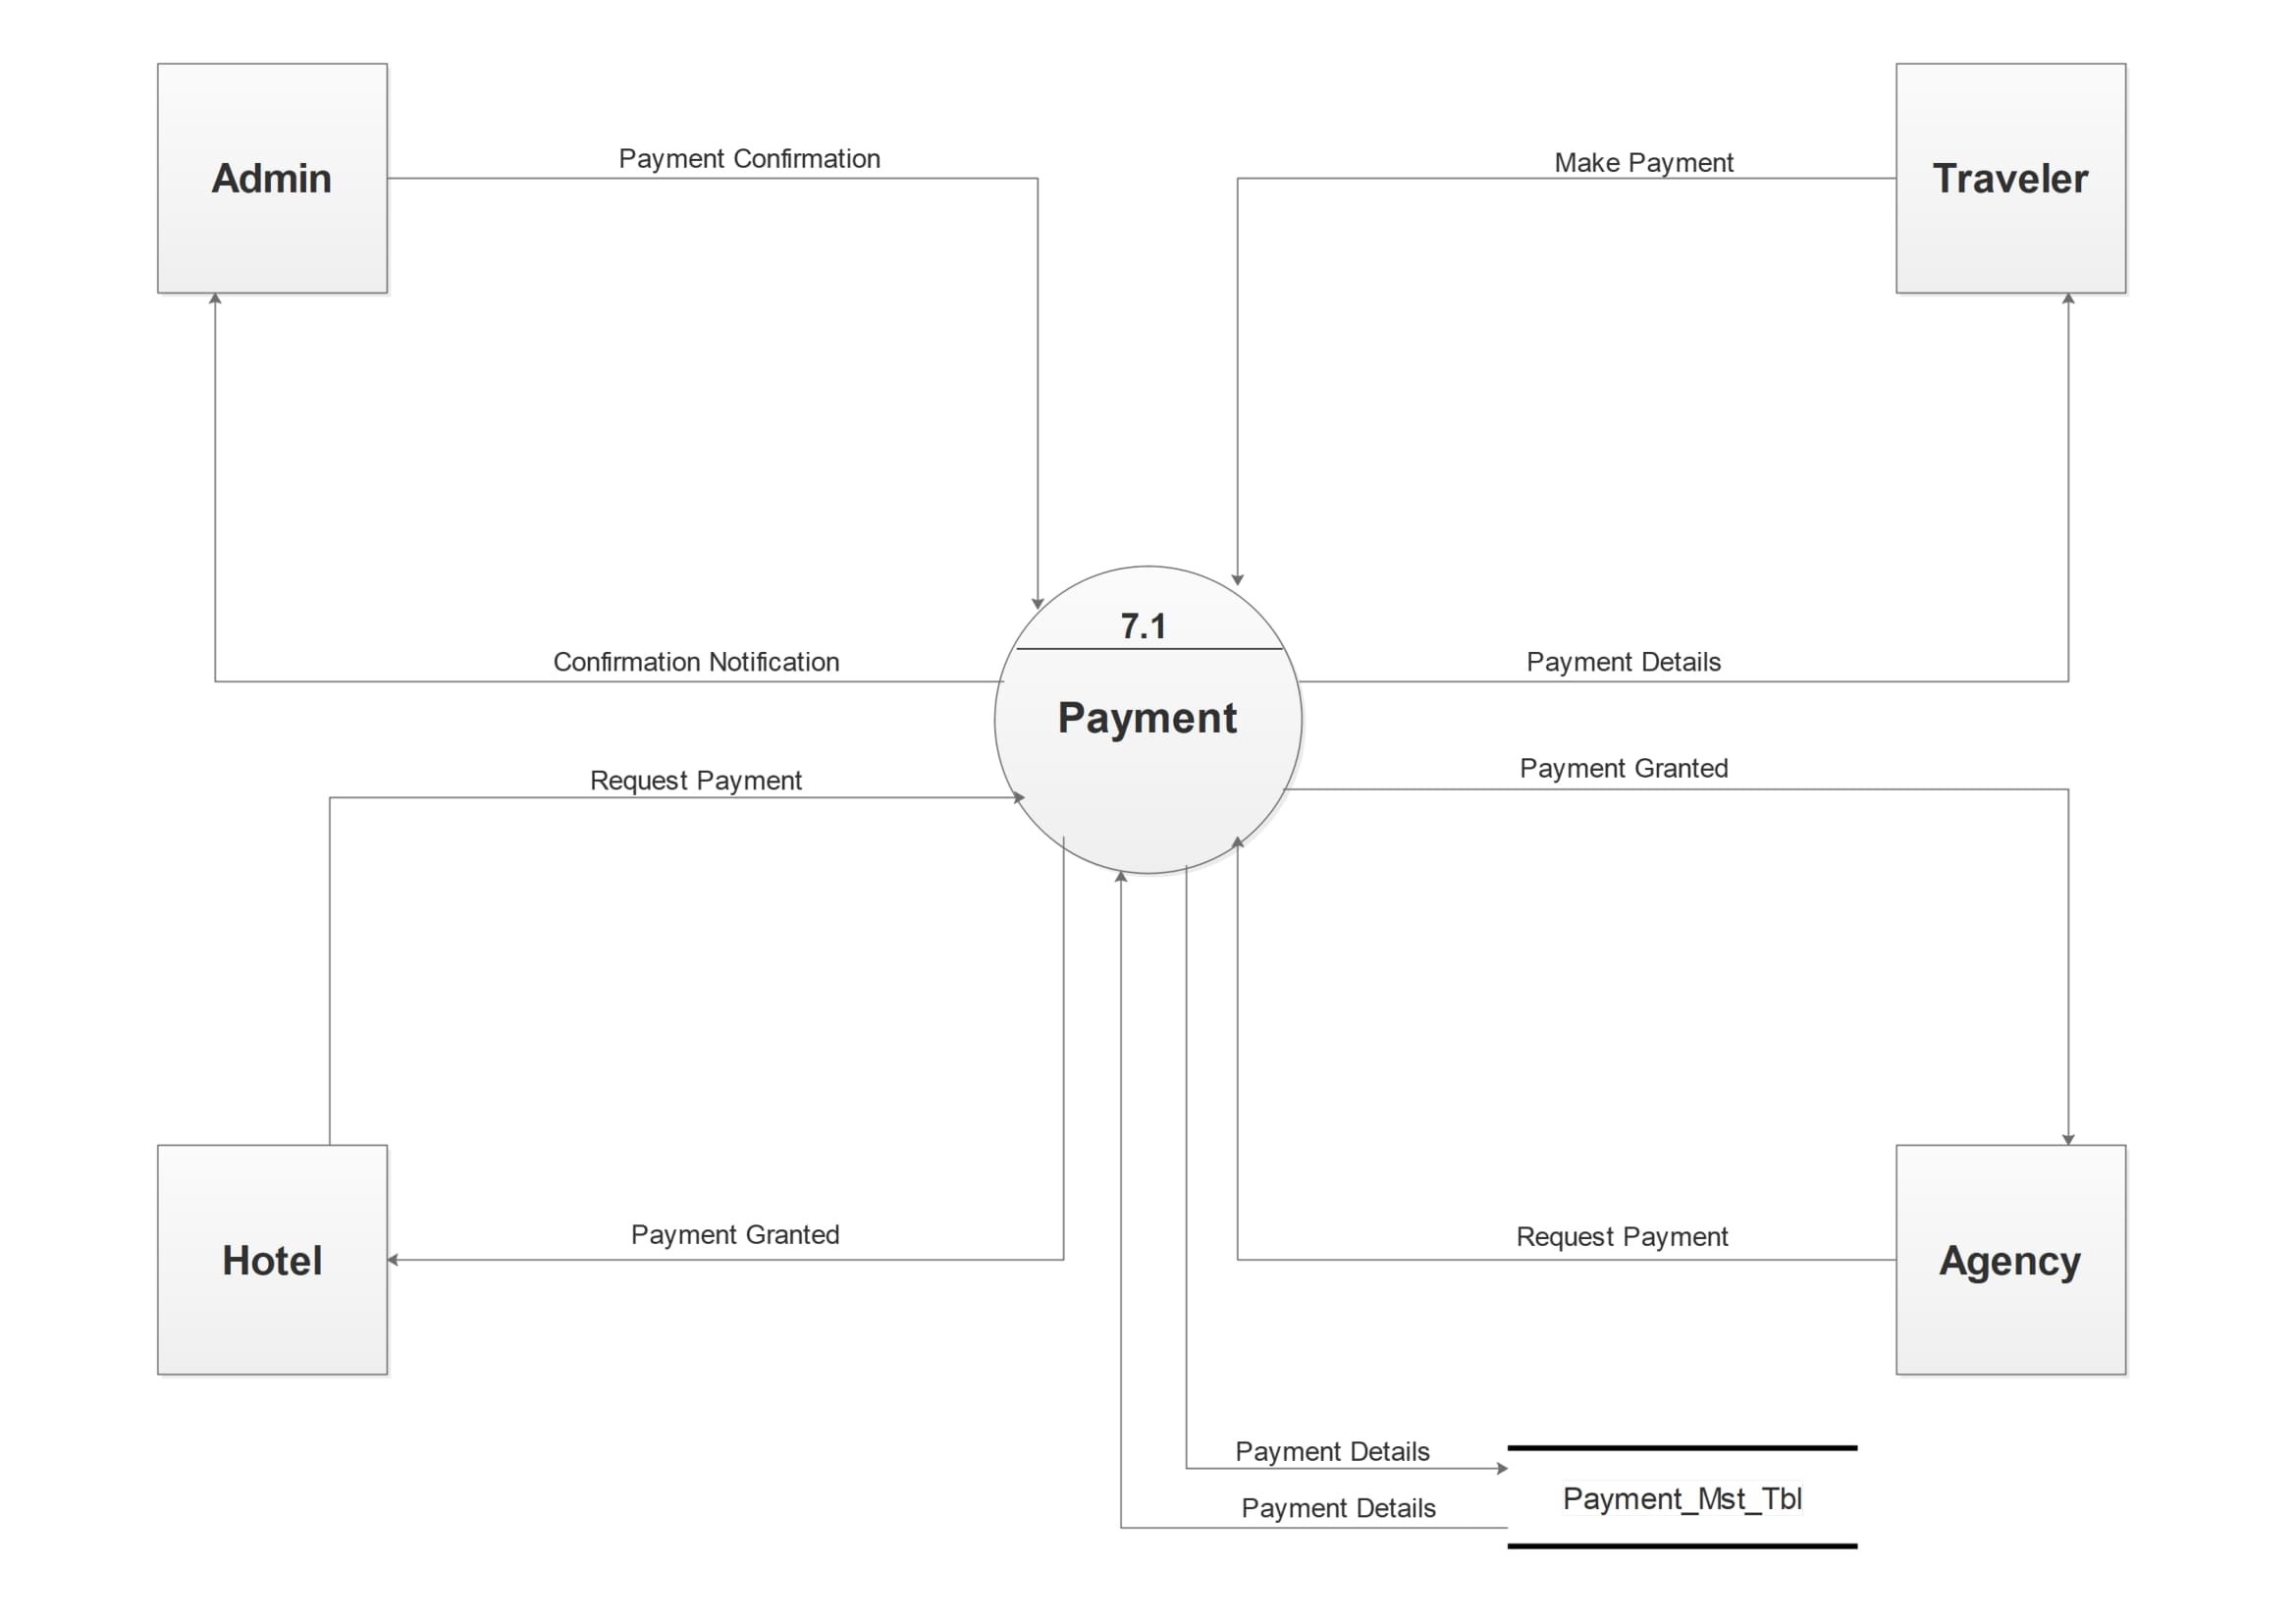 Admin
Payment Confirmation
Make Payment
Traveler
7.1
Payment
Confirmation Notification
Payment Details
Request Payment
Payment Granted
Hotel
Payment Granted
Request Payment
Agency
Payment Details
Payment Details
Payment_Mst_Tbl